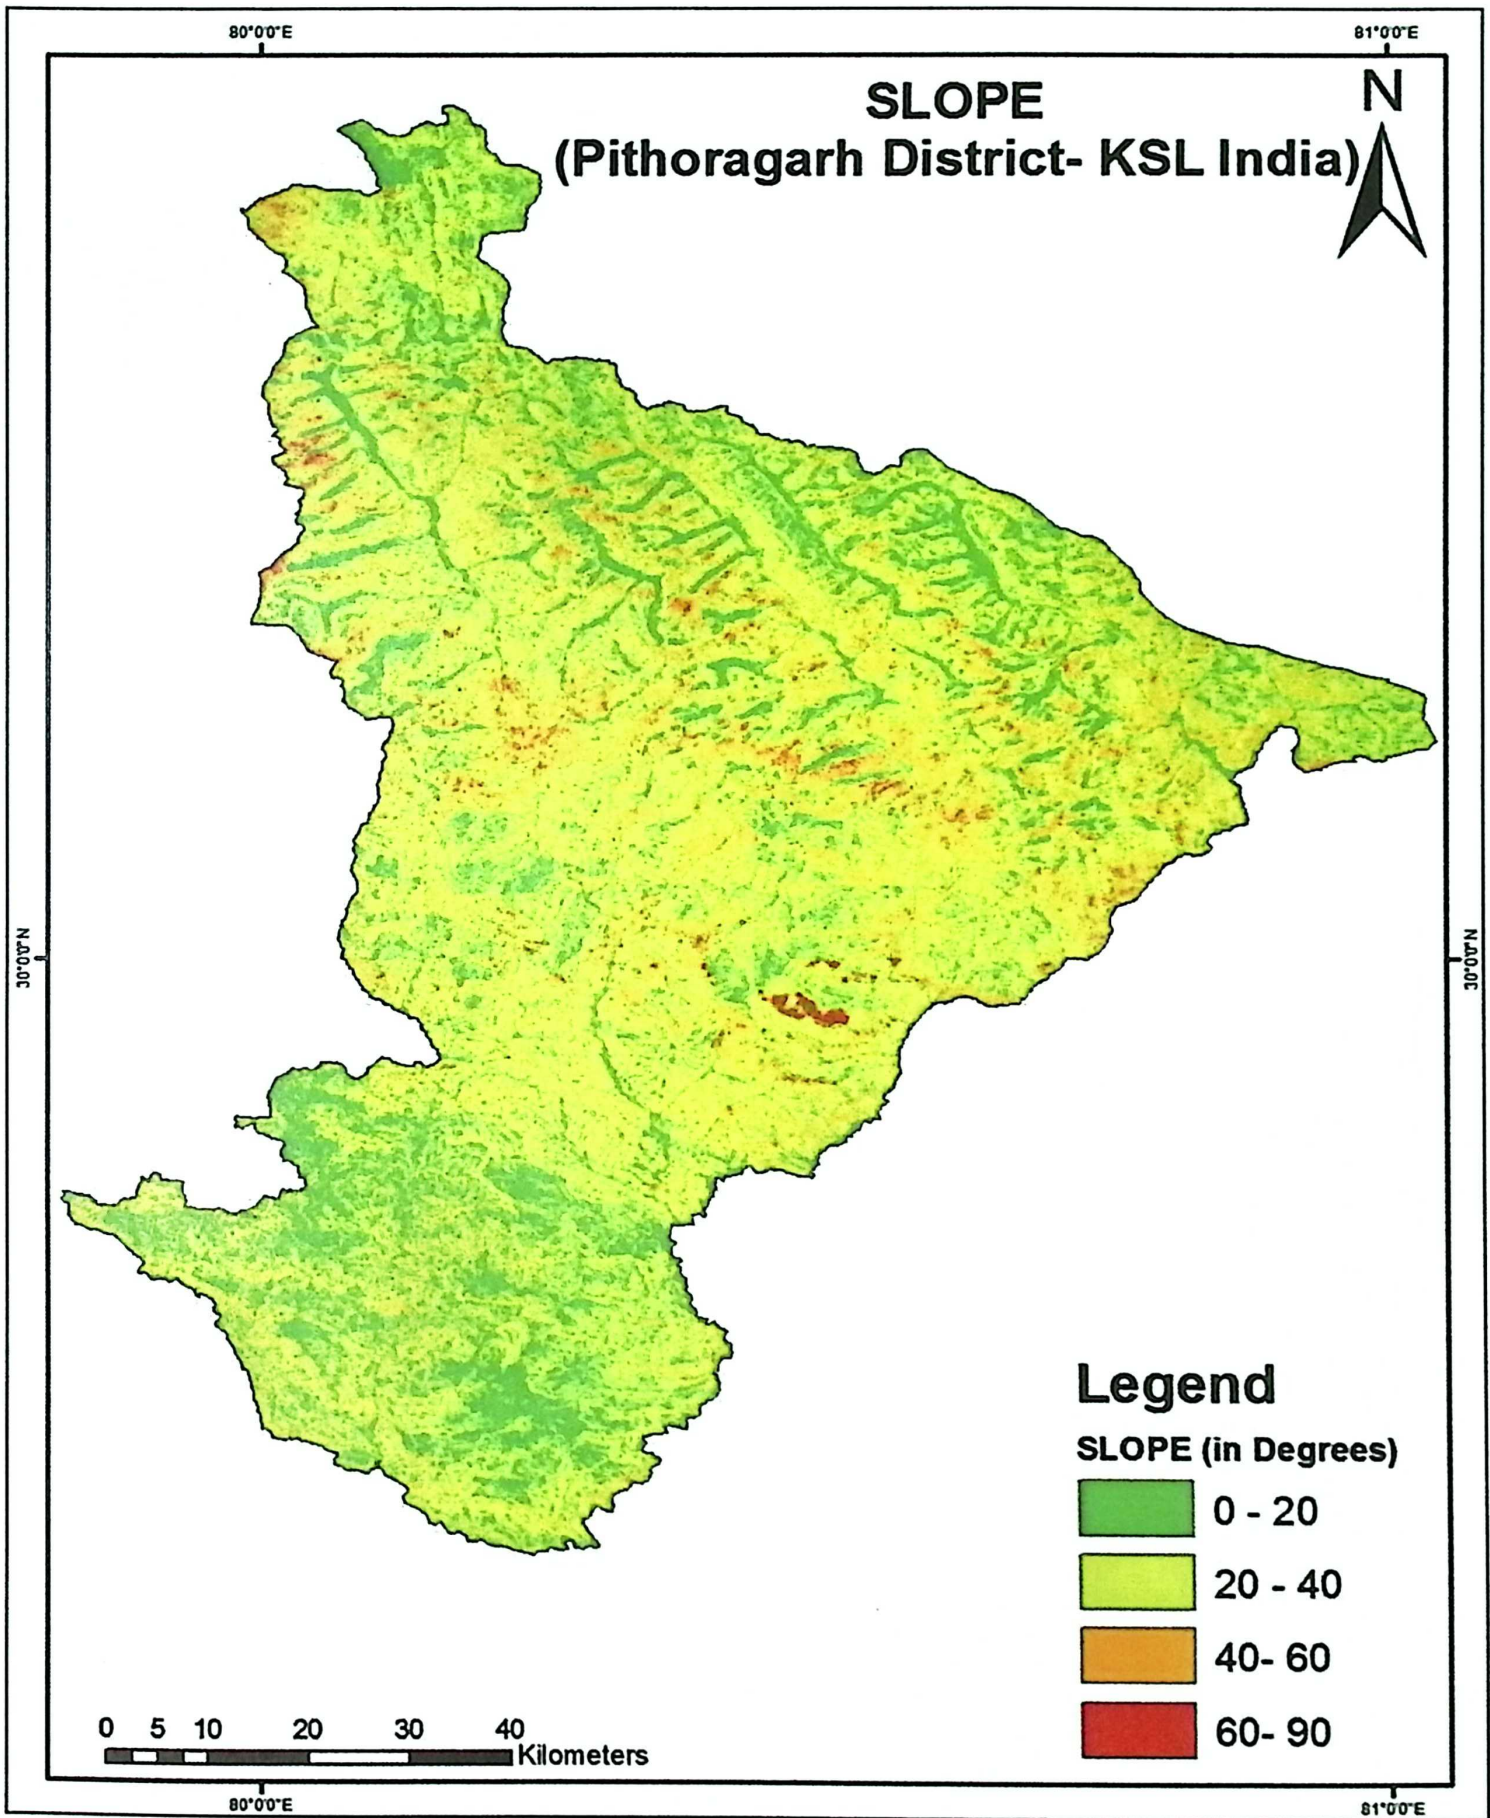 80°0'0"E 81°0'0"E
SLOPE
(Pithoragarh District- KSL India)
N
30°0'0"N 30°0'0"N
Legend
SLOPE (in Degrees)
0 - 20
20 - 40
40- 60
60- 90
0 5 10 20 30 40
Kilometers
80°0'0"E 81°0'0"E